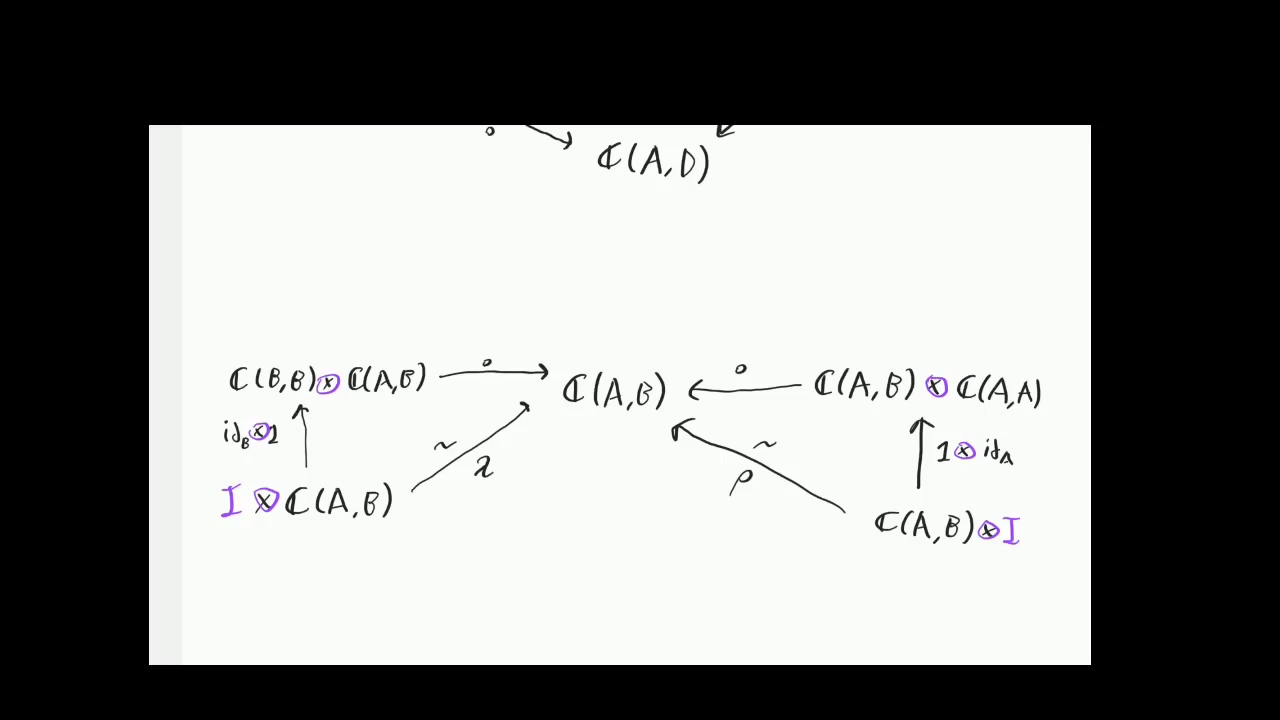 ∘ ℂ(A,D)
ℂ(B,B)⊗ℂ(A,B) ∘ ℂ(A,B) ∘ ℂ(A,B)⊗ℂ(A,A)
id_B⊗1 ~ λ ~ ρ 1⊗id_A
I⊗ℂ(A,B) ℂ(A,B)⊗I